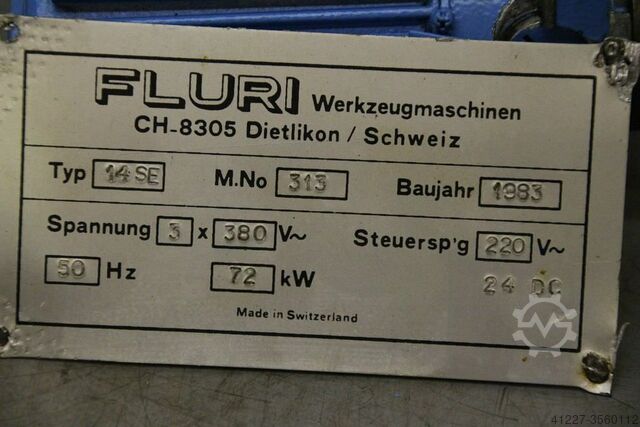 FLURI Werkzeugmaschinen
CH-8305 Dietlikon / Schweiz
Typ 14 SE M.No 313 Baujahr 1983
Spannung 3 x 380 V~ Steuersp'g 220 V~
50 Hz 72 kW 24 DC
Made in Switzerland
41227-3560112